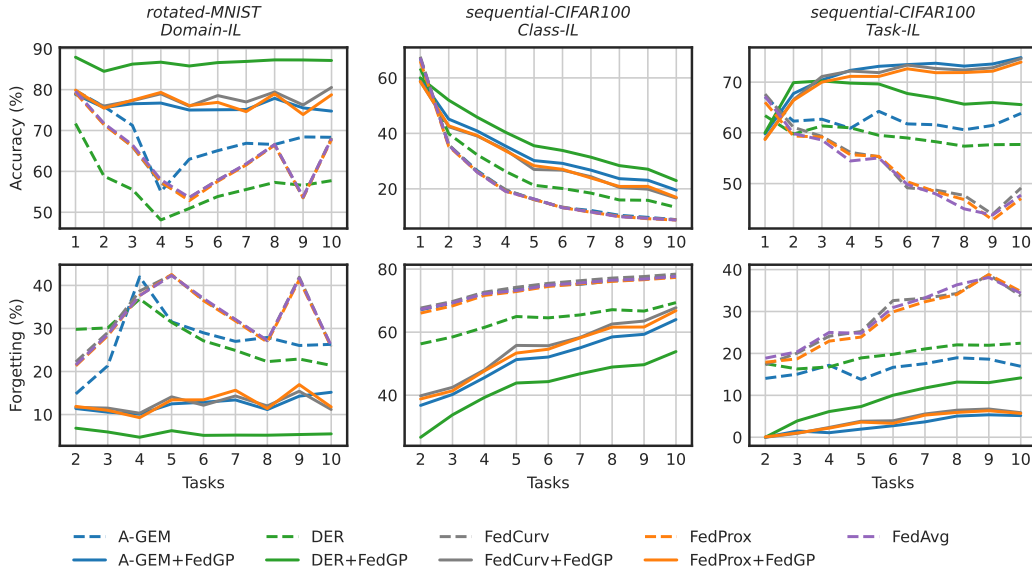 rotated-MNIST
Domain-IL
sequential-CIFAR100
Class-IL
sequential-CIFAR100
Task-IL
Accuracy (%)
90
80
70
60
50
1 2 3 4 5 6 7 8 9 10
60
40
20
1 2 3 4 5 6 7 8 9 10
70
60
50
1 2 3 4 5 6 7 8 9 10
Forgetting (%)
40
30
20
10
2 3 4 5 6 7 8 9 10
Tasks
80
60
40
2 3 4 5 6 7 8 9 10
Tasks
40
30
20
10
0
2 3 4 5 6 7 8 9 10
Tasks
A-GEM DER FedCurv FedProx FedAvg
A-GEM+FedGP DER+FedGP FedCurv+FedGP FedProx+FedGP